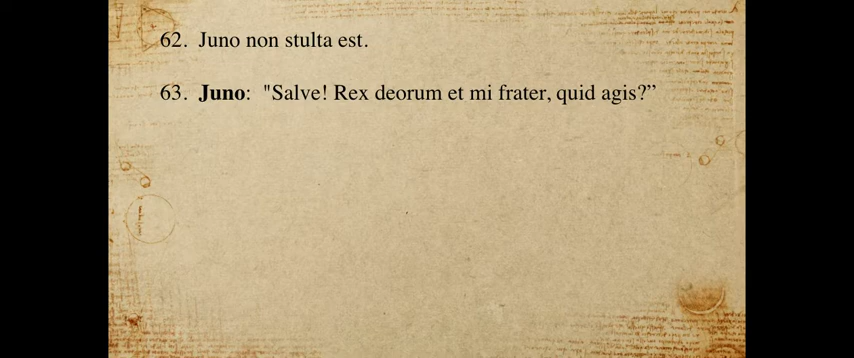 62. Juno non stulta est.
63. Juno: "Salve! Rex deorum et mi frater, quid agis?”